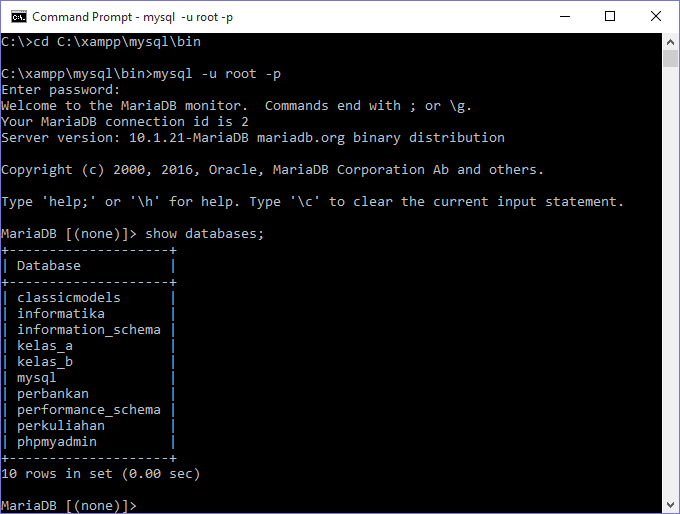 Command Prompt - mysql  -u root -p
C:\>cd C:\xampp\mysql\bin
C:\xampp\mysql\bin>mysql -u root -p
Enter password:
Welcome to the MariaDB monitor.  Commands end with ; or \g.
Your MariaDB connection id is 2
Server version: 10.1.21-MariaDB mariadb.org binary distribution
Copyright (c) 2000, 2016, Oracle, MariaDB Corporation Ab and others.
Type 'help;' or '\h' for help. Type '\c' to clear the current input statement.
MariaDB [(none)]> show databases;
+--------------------+
| Database           |
+--------------------+
| classicmodels      |
| informatika        |
| information_schema |
| kelas_a            |
| kelas_b            |
| mysql              |
| perbankan          |
| performance_schema |
| perkuliahan        |
| phpmyadmin         |
+--------------------+
10 rows in set (0.00 sec)
MariaDB [(none)]>